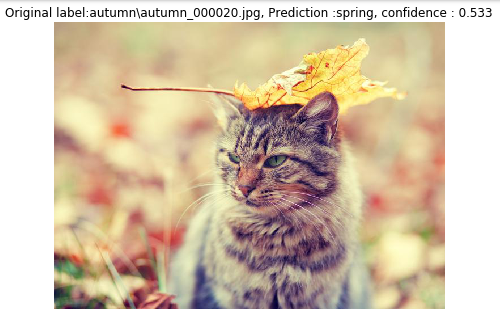 Original label:autumn\autumn_000020.jpg, Prediction :spring, confidence : 0.533